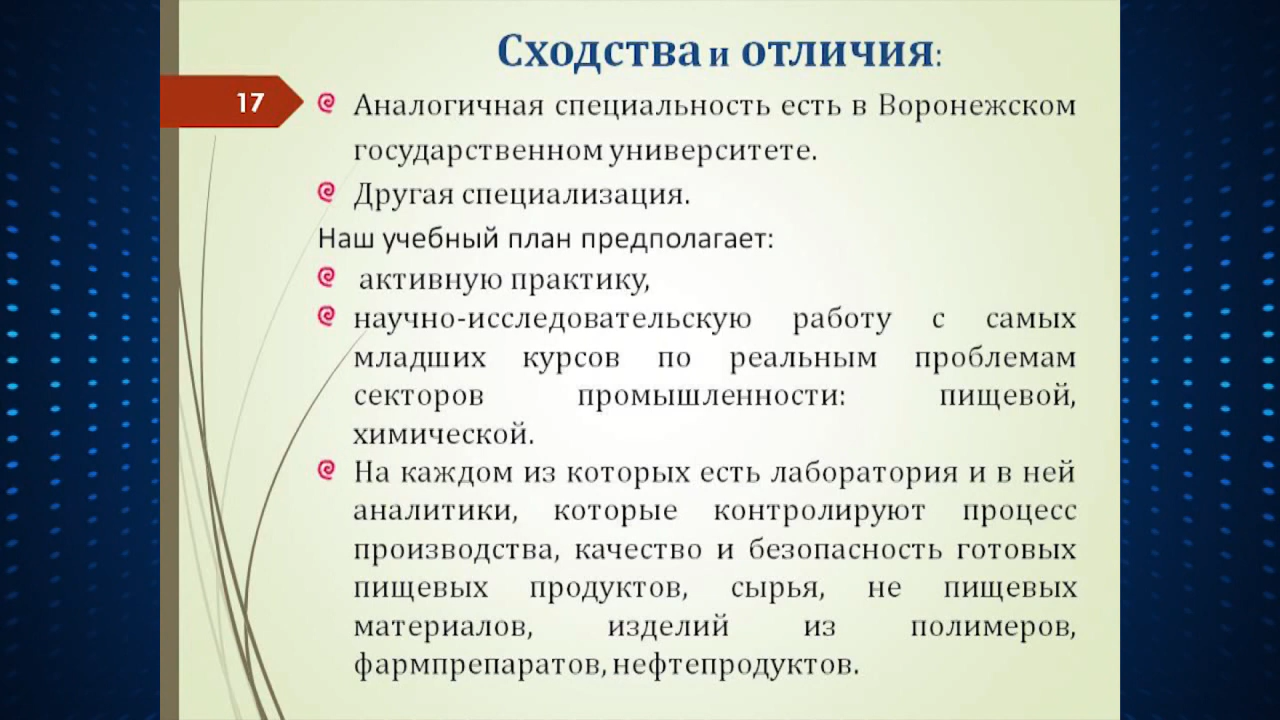 Сходства и отличия:
17
Аналогичная специальность есть в Воронежском
государственном университете.
Другая специализация.
Наш учебный план предполагает:
активную практику,
научно-исследовательскую работу с самых
младших курсов по реальным проблемам
секторов промышленности: пищевой,
химической.
На каждом из которых есть лаборатория и в ней
аналитики, которые контролируют процесс
производства, качество и безопасность готовых
пищевых продуктов, сырья, не пищевых
материалов, изделий из полимеров,
фармпрепаратов, нефтепродуктов.